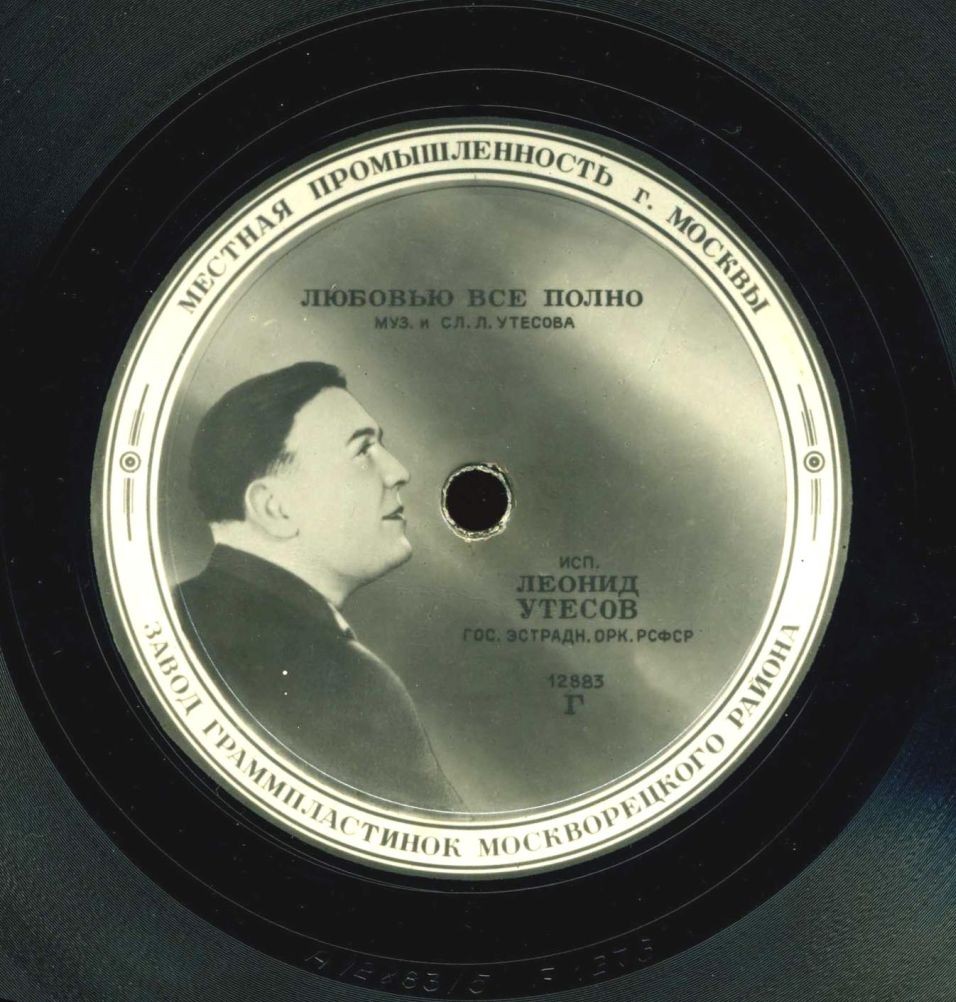 МЕСТНАЯ ПРОМЫШЛЕННОСТЬ г. МОСКВЫ
ЛЮБОВЬЮ ВСЕ ПОЛНО
МУЗ. и СЛ. Л. УТЕСОВА
ИСП.
ЛЕОНИД
УТЕСОВ
ГОС. ЭСТРАДН. ОРК. РСФСР
12883
Г
ЗАВОД ГРАММПЛАСТИНОК МОСКВОРЕЦКОГО РАЙОНА